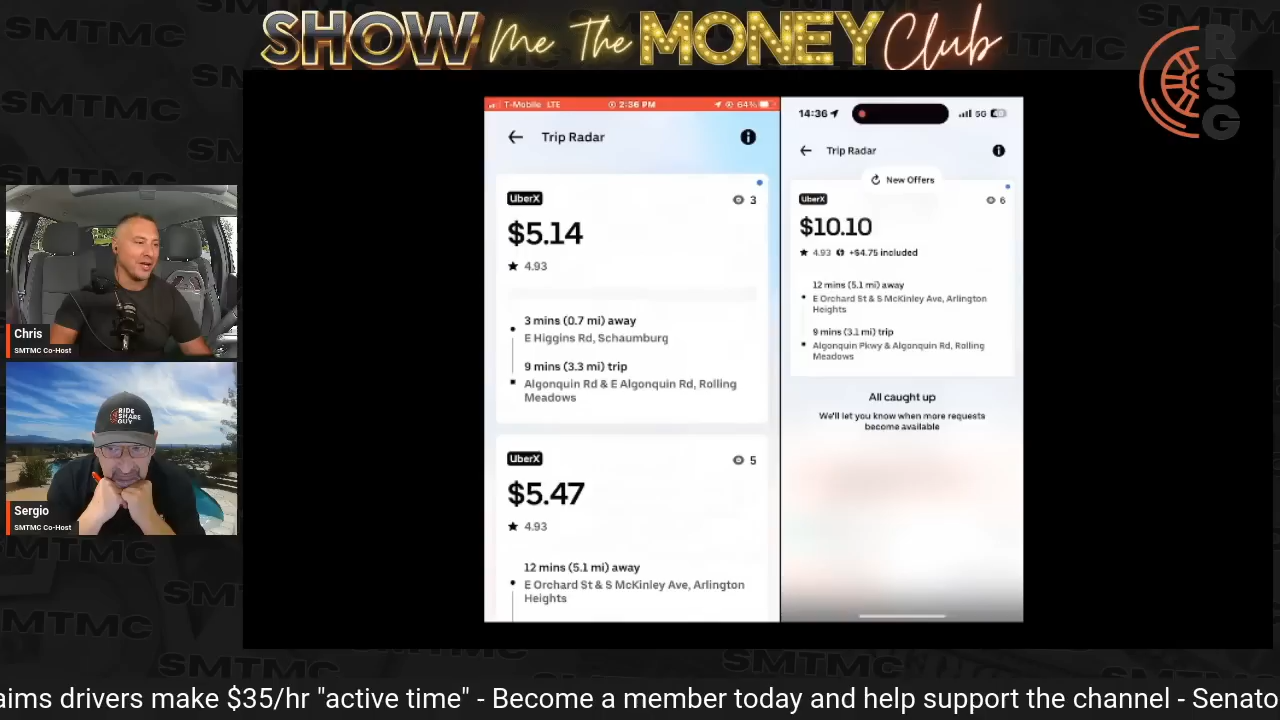 SHOW Me The MONEY Club
RSG
SMTMC
Chris
SMTMC Co-Host
RIDE
SHARE
GUY
Sergio
SMTMC Co-Host
T-Mobile LTE 2:36 PM 64%
Trip Radar
UberX
3
$5.14
4.93
3 mins (0.7 mi) away
E Higgins Rd, Schaumburg
9 mins (3.3 mi) trip
Algonquin Rd & E Algonquin Rd, Rolling
Meadows
UberX
5
$5.47
4.93
12 mins (5.1 mi) away
E Orchard St & S McKinley Ave, Arlington
Heights
14:36 5G
Trip Radar
New Offers
UberX
6
$10.10
4.93 +$4.75 included
12 mins (5.1 mi) away
E Orchard St & S McKinley Ave, Arlington
Heights
9 mins (3.1 mi) trip
Algonquin Pkwy & Algonquin Rd, Rolling
Meadows
All caught up
We'll let you know when more requests
become available
aims drivers make $35/hr "active time" - Become a member today and help support the channel - Senato